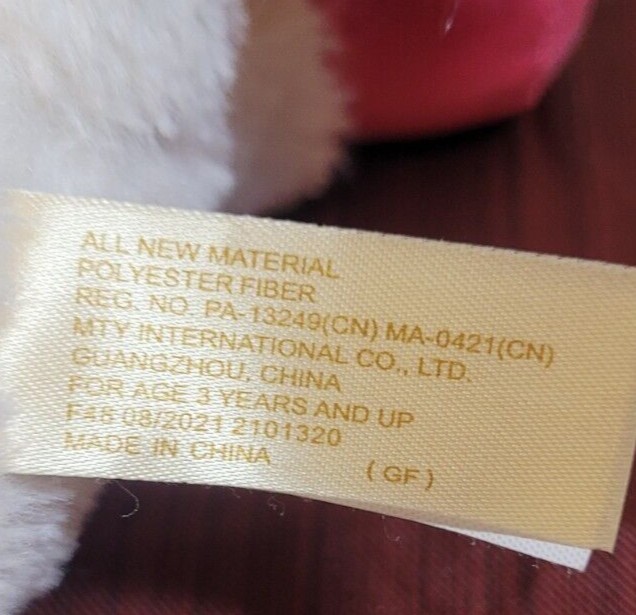 ALL NEW MATERIAL
POLYESTER FIBER
REG. NO. PA-13249(CN) MA-0421(CN)
MTY INTERNATIONAL CO., LTD.
GUANGZHOU, CHINA
FOR AGE 3 YEARS AND UP
F46 08/2021 2101320
MADE IN CHINA (GF)